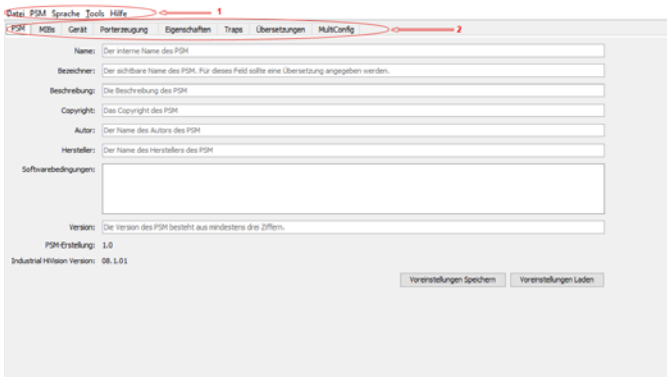 Datei PSM Sprache Tools Hilfe 1
PSM MIBs Gerät Porterzeugung Eigenschaften Traps Übersetzungen MultiConfig 2
Name: Der interne Name des PSM
Bezeichner: Der sichtbare Name des PSM. Für dieses Feld sollte eine Übersetzung angegeben werden.
Beschreibung: Die Beschreibung des PSM
Copyright: Das Copyright des PSM
Autor: Der Name des Autors des PSM
Hersteller: Der Name des Herstellers des PSM
Softwarebedingungen:
Version: Die Version des PSM besteht aus mindestens drei Ziffern.
PSM-Erstellung: 1.0
Industrial HiVision Version: 08.1.01
Voreinstellungen Speichern Voreinstellungen Laden